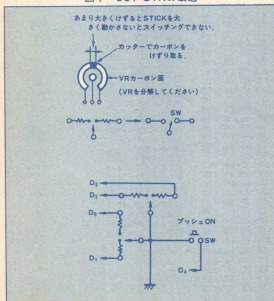 あまり大きくけずるとSTICKを大
きく動かさないとスイッチングできない.
カッターでカーボンを
けずり取る.
VRカーボン面
(VRを分解してください)
SW
D₃
D₂
D₀
プッシュON
SW
D₁
D₄